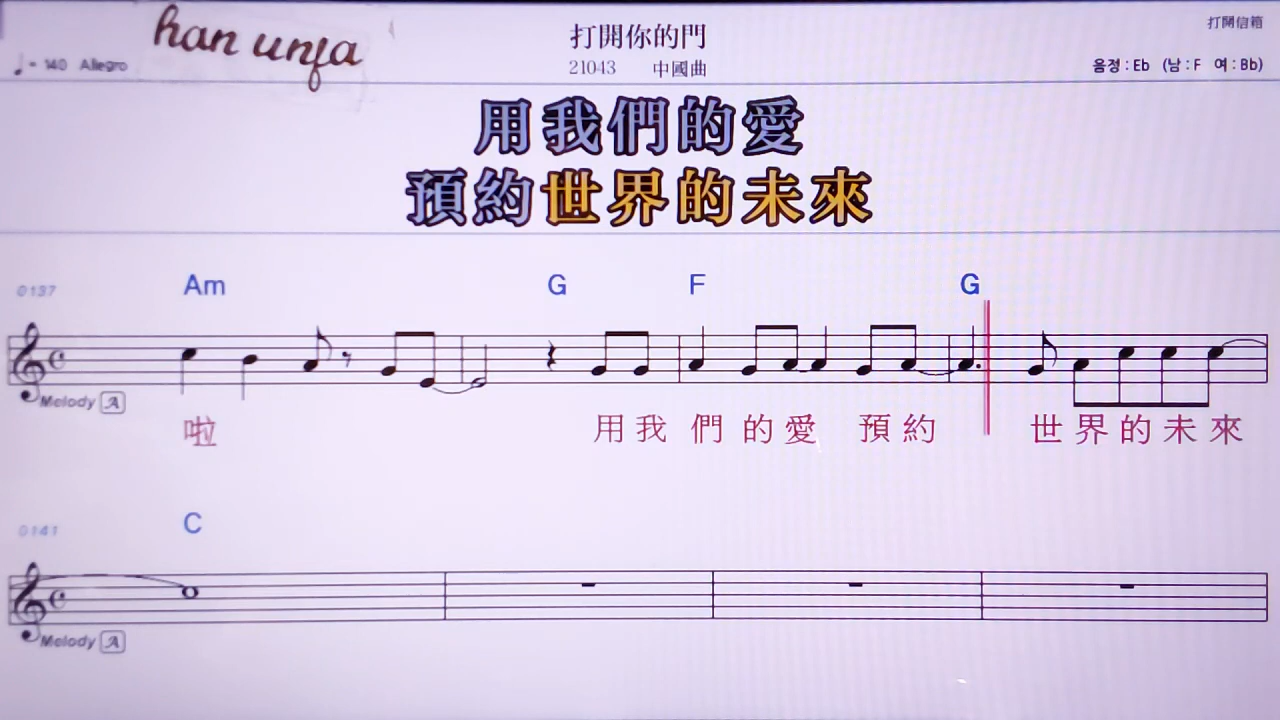 han unfa
打開你的門
打開信箱
♩= 140 Allegro
21043 中國曲
음정 : Eb (남 : F 여 : Bb)
用我們的愛
預約世界的未來
0137 Am G F G
Melody A
啦 用我 們 的愛 預約 世界的未來
0141 C
Melody A